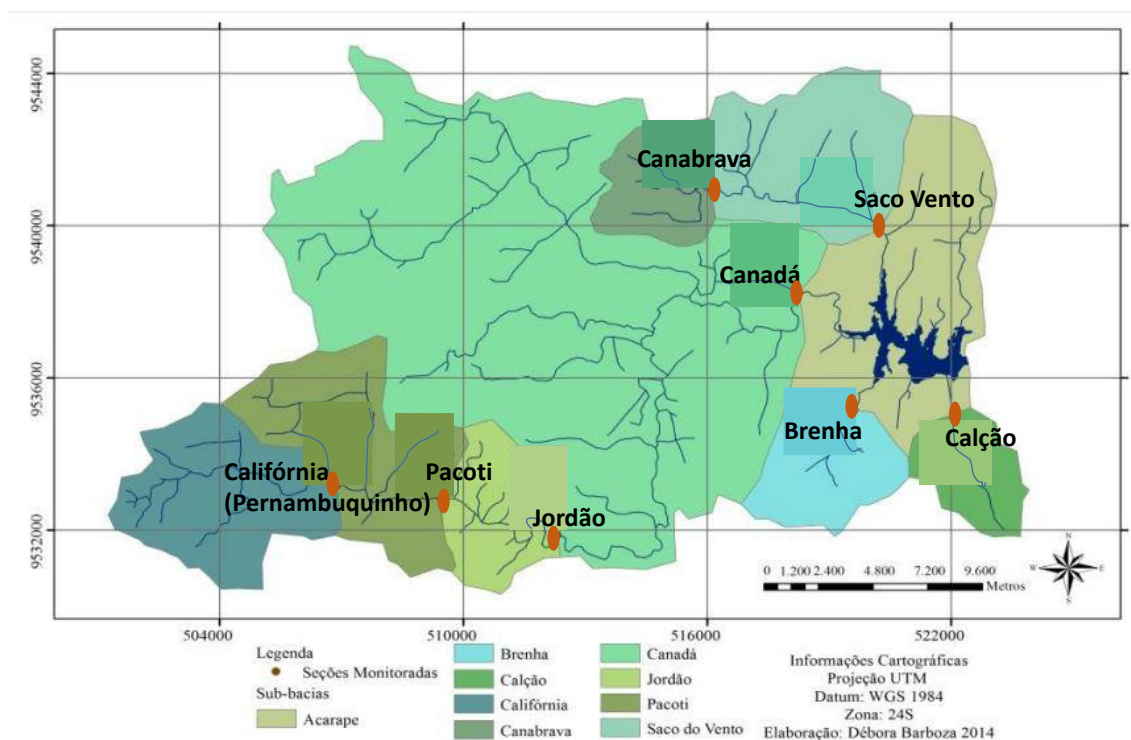 9544000
9540000
9536000
9532000
Canabrava
Saco Vento
Canadá
Brenha
Calção
Califórnia
(Pernambuquinho)
Pacoti
Jordão
0 1.200 2.400 4.800 7.200 9.600
Metros
N
W E
S
504000 510000 516000 522000
Legenda
Seções Monitoradas
Sub-bacias
Acarape
Brenha
Calção
Califórnia
Canabrava
Canadá
Jordão
Pacoti
Saco do Vento
Informações Cartográficas
Projeção UTM
Datum: WGS 1984
Zona: 24S
Elaboração: Débora Barboza 2014